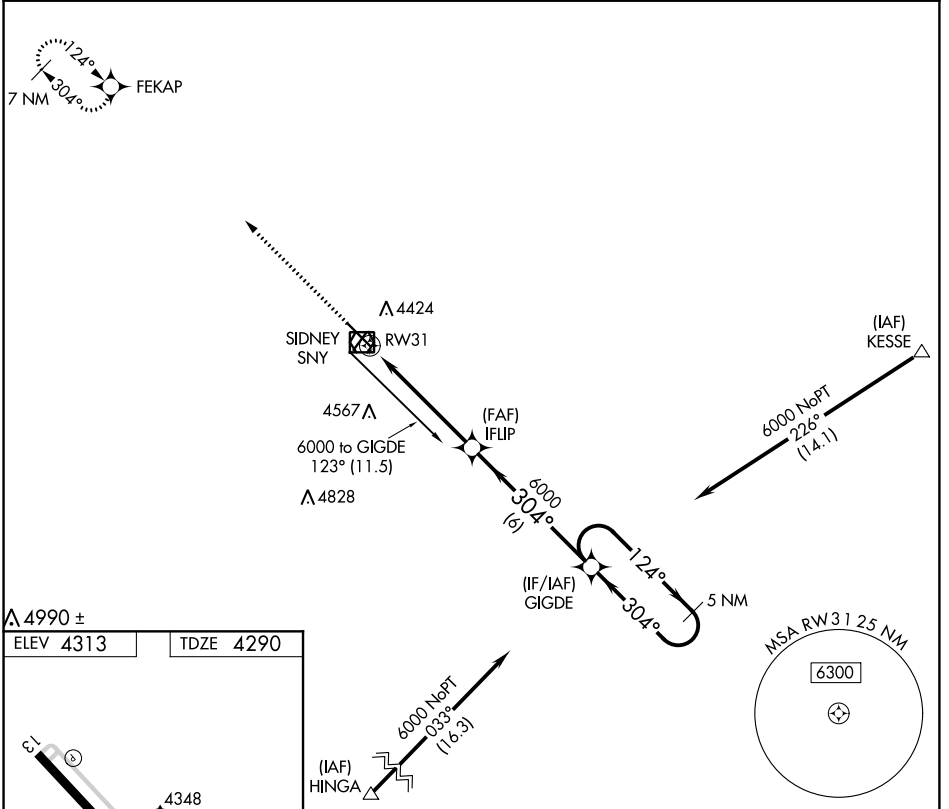 124°
304°
7 NM
FEKAP
4424
SIDNEY
SNY
RW31
(IAF)
KESSE
6000 NoPT
226°
(14.1)
4567
(FAF)
IFLIP
6000 to GIGDE
123° (11.5)
4828
6000
304°
(6)
(IF/IAF)
GIGDE
124°
304°
5 NM
4990 ±
ELEV 4313
TDZE 4290
MSA RW31 25 NM
6300
6000 NoPT
033°
(16.3)
(IAF)
HINGA
13
P
4348